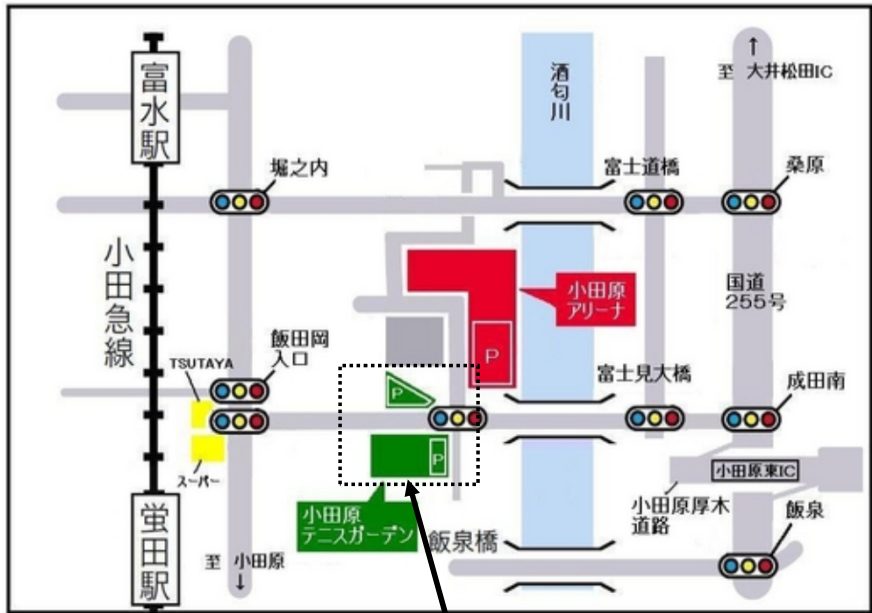 富水駅
小田急線
蛍田駅
酒匂川
↑
至 大井松田IC
堀之内
富士道橋
桑原
国道
255号
小田原
アリーナ
P
飯田岡
入口
TSUTAYA
スーパー
P
富士見大橋
成田南
P
小田原東IC
小田原厚木
道路
小田原
テニスガーデン
飯泉橋
飯泉
至 小田原
↓